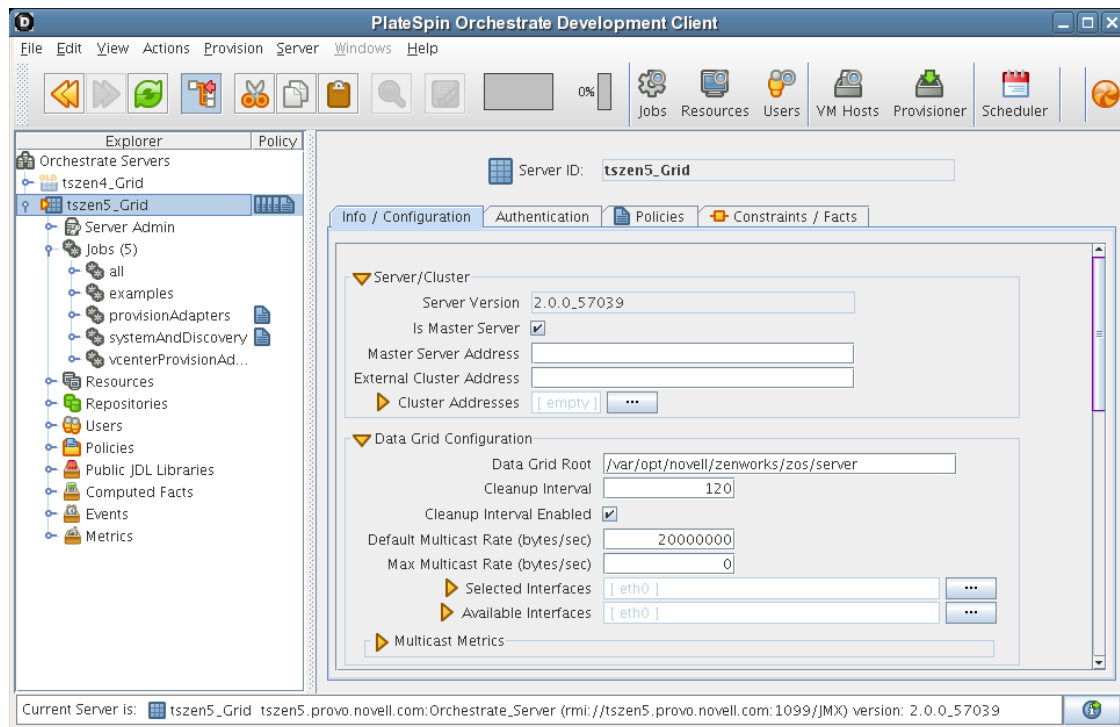 PlateSpin Orchestrate Development Client
File Edit View Actions Provision Server Windows Help
0%
Jobs Resources Users VM Hosts Provisioner Scheduler
Explorer Policy
Orchestrate Servers
OLD
tszen4_Grid
tszen5_Grid
Server Admin
Jobs (5)
all
examples
provisionAdapters
systemAndDiscovery
vcenterProvisionAd...
Resources
Repositories
Users
Policies
Public JDL Libraries
Computed Facts
Events
Metrics
Server ID: tszen5_Grid
Info / Configuration Authentication Policies Constraints / Facts
Server/Cluster
Server Version 2.0.0_57039
Is Master Server
Master Server Address
External Cluster Address
Cluster Addresses [ empty ] ...
Data Grid Configuration
Data Grid Root /var/opt/novell/zenworks/zos/server
Cleanup Interval 120
Cleanup Interval Enabled
Default Multicast Rate (bytes/sec) 20000000
Max Multicast Rate (bytes/sec) 0
Selected Interfaces [ eth0 ] ...
Available Interfaces [ eth0 ] ...
Multicast Metrics
Current Server is: tszen5_Grid tszen5.provo.novell.com:Orchestrate_Server (rmi://tszen5.provo.novell.com:1099/JMX) version: 2.0.0_57039